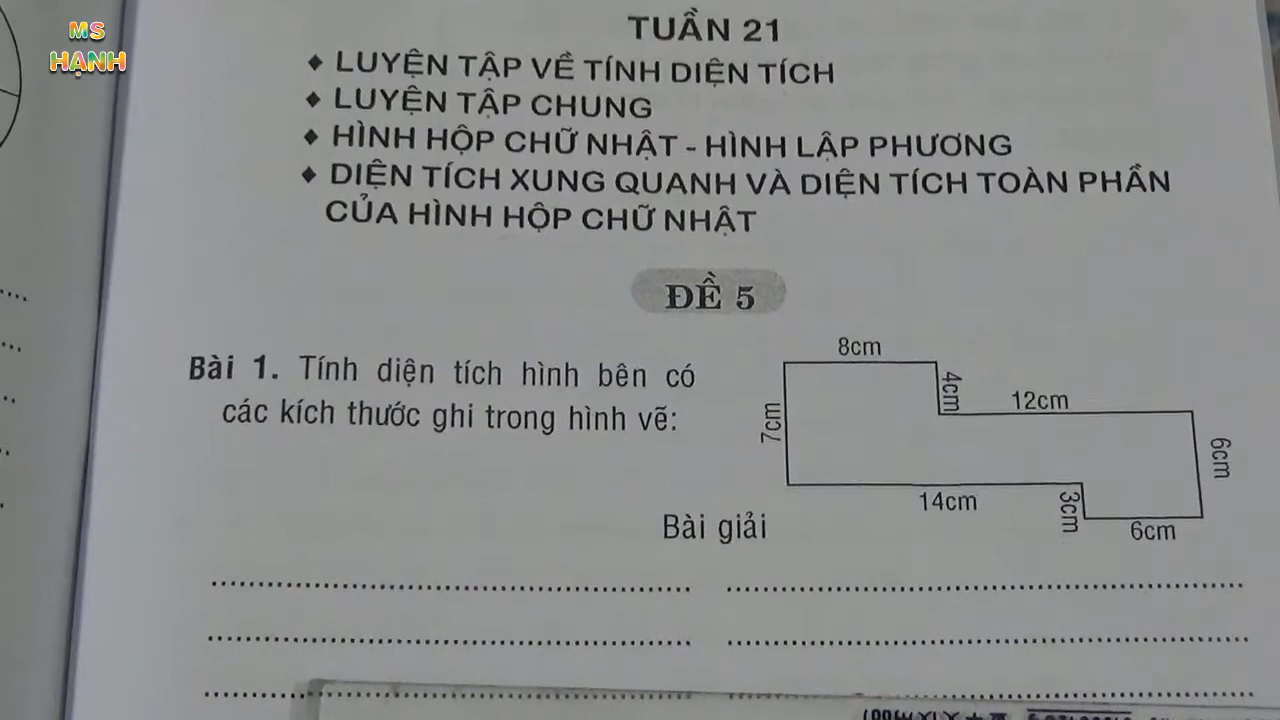 MS
HẠNH
TUẦN 21
♦ LUYỆN TẬP VỀ TÍNH DIỆN TÍCH
♦ LUYỆN TẬP CHUNG
♦ HÌNH HỘP CHỮ NHẬT - HÌNH LẬP PHƯƠNG
♦ DIỆN TÍCH XUNG QUANH VÀ DIỆN TÍCH TOÀN PHẦN
CỦA HÌNH HỘP CHỮ NHẬT
ĐỀ 5
Bài 1. Tính diện tích hình bên có
các kích thước ghi trong hình vẽ:
8cm
4cm
12cm
7cm
6cm
14cm
3cm
6cm
Bài giải